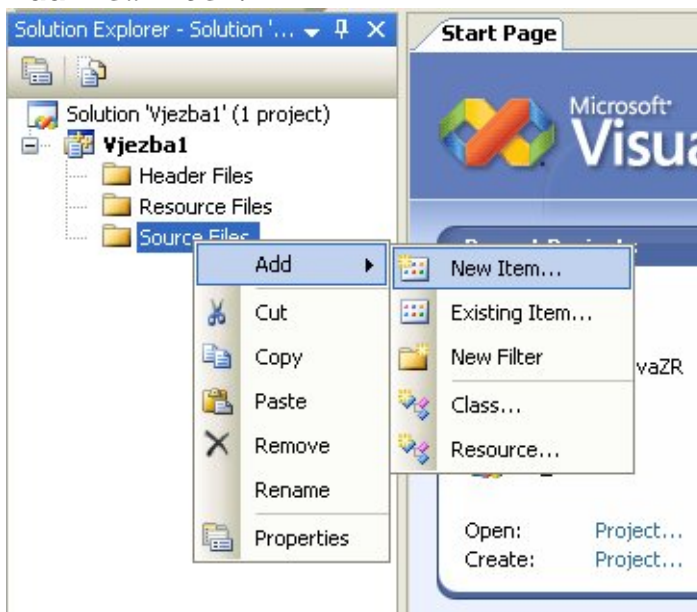 Solution Explorer - Solution '...
Solution 'Vjezba1' (1 project)
Vjezba1
Header Files
Resource Files
Source Files
Add
Cut
Copy
Paste
Remove
Rename
Properties
New Item...
Existing Item...
New Filter
Class...
Resource...
Start Page
Microsoft
Visua
vaZR
Open: Project...
Create: Project...